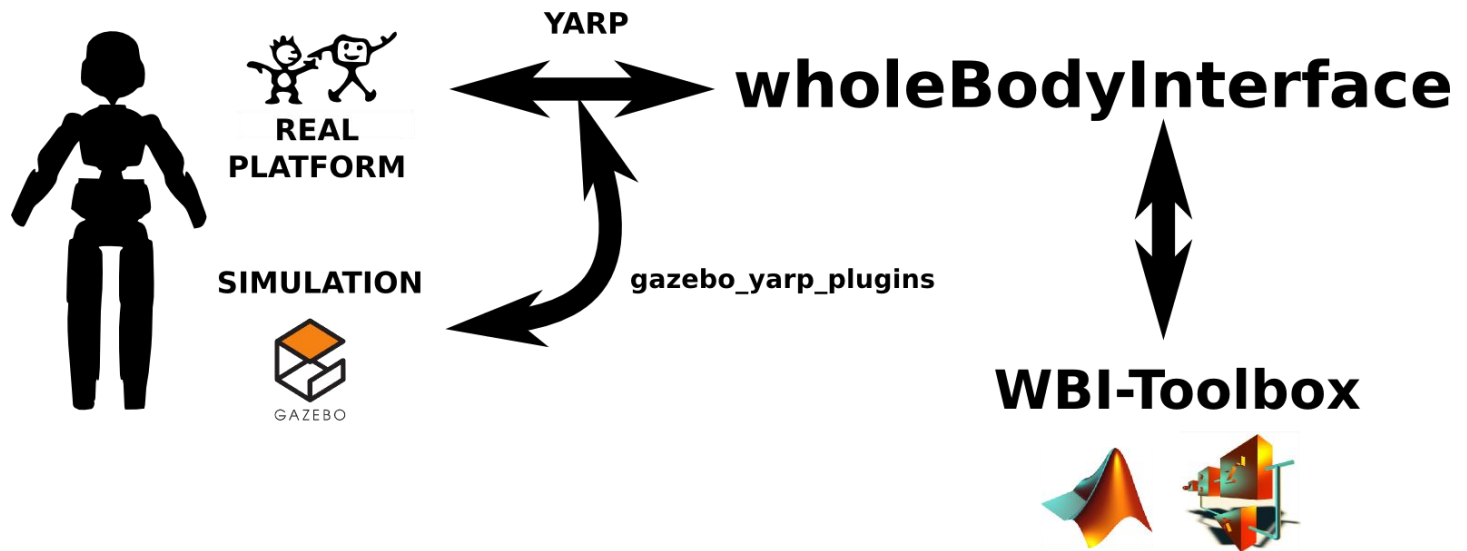 YARP
wholeBodyInterface
REAL
PLATFORM
SIMULATION
gazebo_yarp_plugins
GAZEBO
WBI-Toolbox